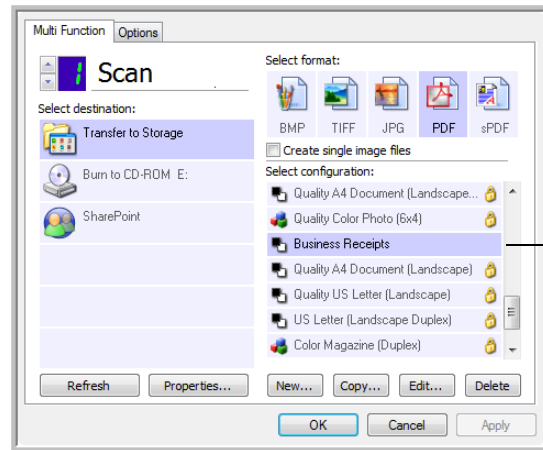 Multi Function Options
1 Scan
Select destination:
Transfer to Storage
Burn to CD-ROM E:
SharePoint
Refresh Properties...
Select format:
BMP TIFF JPG PDF sPDF
Create single image files
Select configuration:
Quality A4 Document (Landscape...
Quality Color Photo (6x4)
Business Receipts
Quality A4 Document (Landscape)
Quality US Letter (Landscape)
US Letter (Landscape Duplex)
Color Magazine (Duplex)
New... Copy... Edit... Delete
OK Cancel Apply